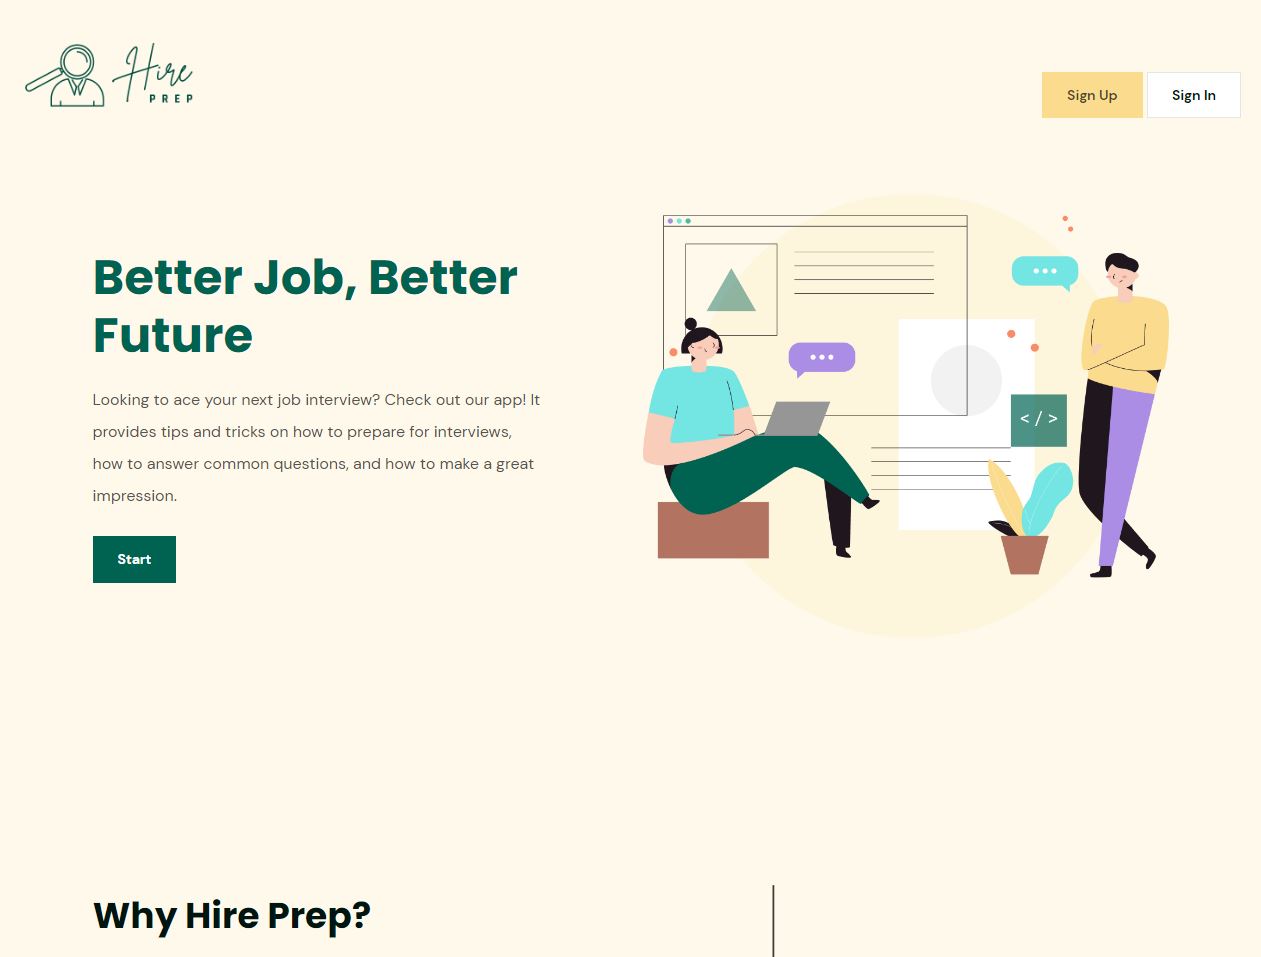 Hire
PREP
Sign Up
Sign In
Better Job, Better
Future
Looking to ace your next job interview? Check out our app! It
provides tips and tricks on how to prepare for interviews,
how to answer common questions, and how to make a great
impression.
Start
</>
Why Hire Prep?